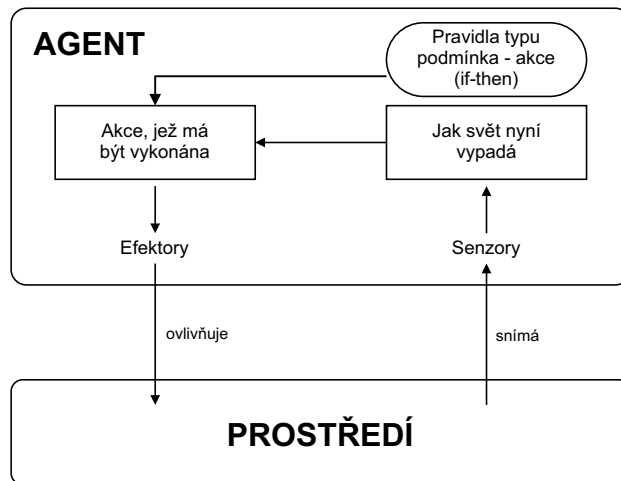 AGENT
Pravidla typu
podmínka - akce
(if-then)
Akce, jež má
být vykonána
Jak svět nyní
vypadá
Efektory
Senzory
ovlivňuje
snímá
PROSTŘEDÍ